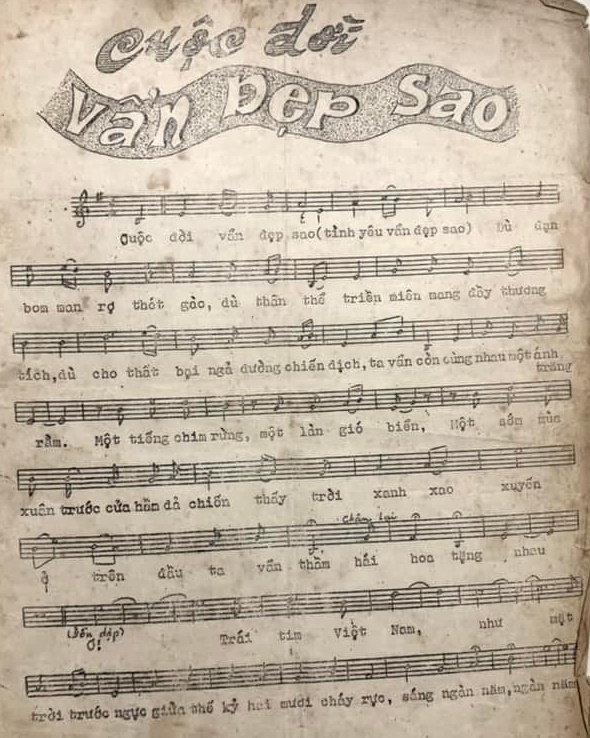 Cuộc đời
vẫn đẹp sao
Cuộc đời vẫn đẹp sao (tình yêu vẫn đẹp sao) Dù đạn
bom man rợ thét gào, dù thân thể triền miên mang đầy thương
tích, dù cho thất bại ngả đường chiến dịch, ta vẫn còn cùng nhau một ánh
trăng
rằm. Một tiếng chim rừng, một làn gió biển, Một sớm mùa
xuân trước cửa hầm dã chiến thấy trời xanh xao xuyến
ở trên đầu ta vẫn thầm hái hoa tặng nhau
chậm lại
(Dồn dập)
Ơi
Trái tim Việt Nam, như mặt
trời trước ngực giữa thế kỷ hai mươi cháy rực, sáng ngàn năm, ngàn năm